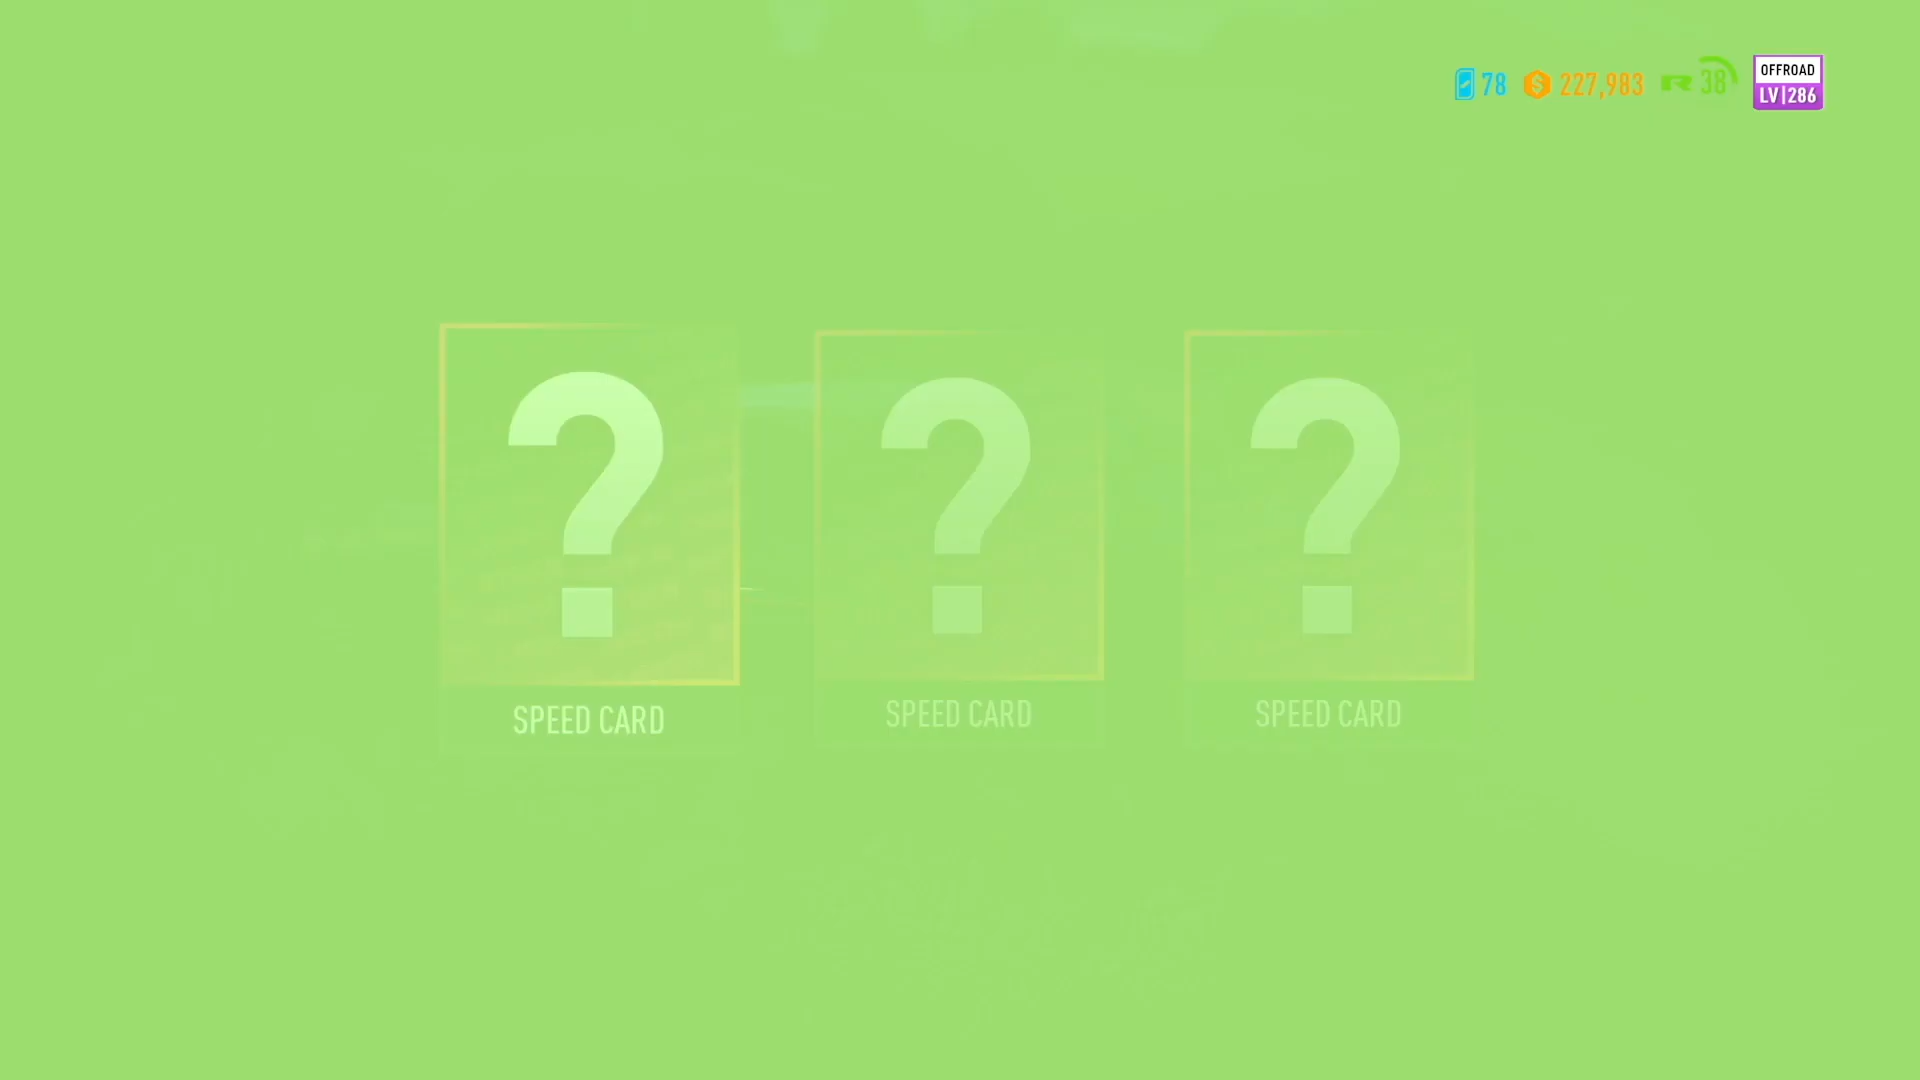 78 227,983 R 38 OFFROAD
LV|286
?
?
?
SPEED CARD
SPEED CARD
SPEED CARD